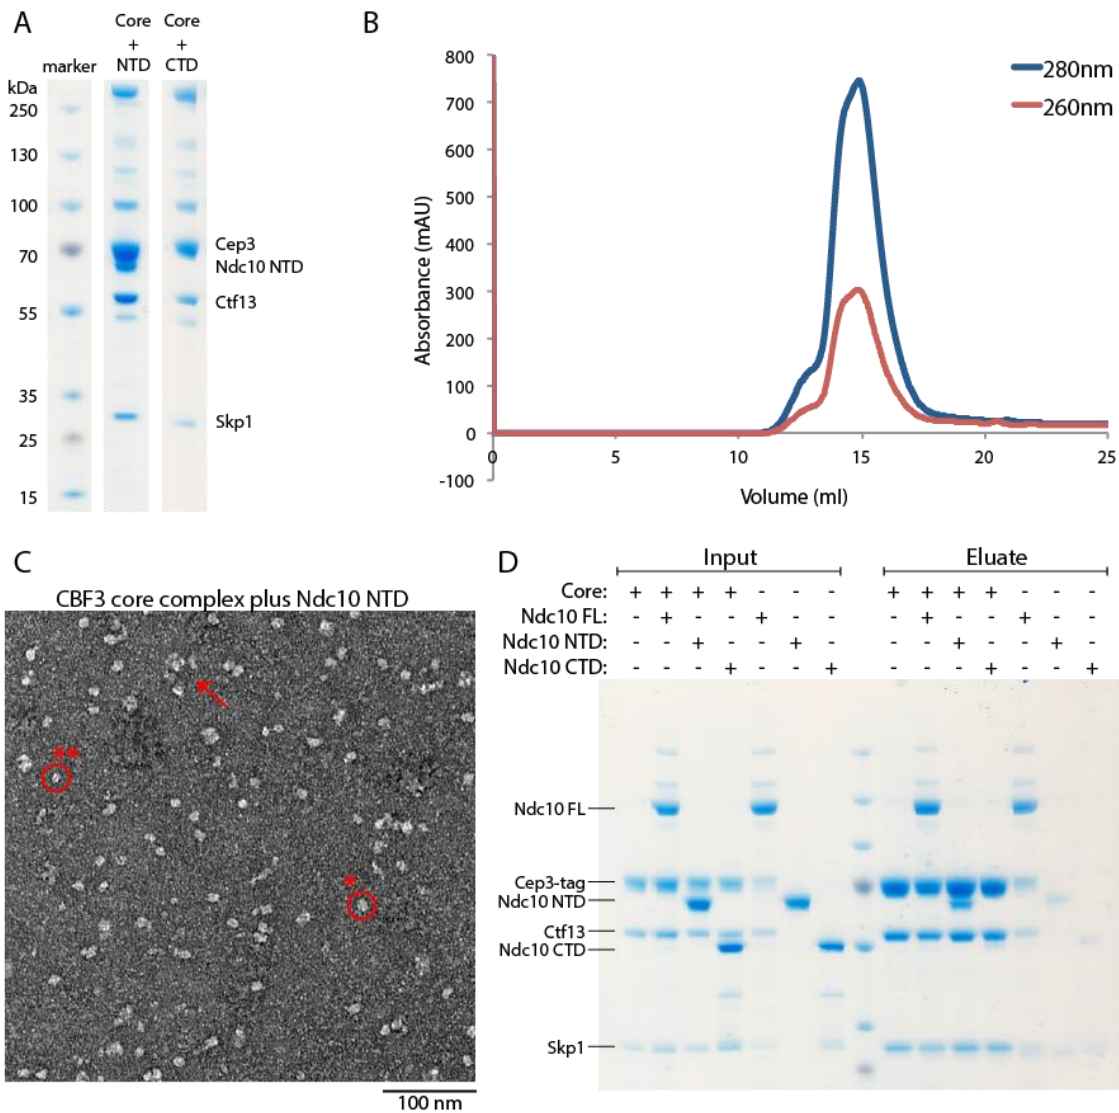 A
Core Core
+ +
NTD CTD
marker
kDa
250
130
100
70
55
35
25
15
Cep3
Ndc10 NTD
Ctf13
Skp1
B
800
700
600
500
400
300
200
100
0
-100
Absorbance (mAU)
0 5 10 15 20 25
Volume (ml)
280nm
260nm
C
CBF3 core complex plus Ndc10 NTD
**
*
100 nm
D
Input Eluate
Core: + + + + - - - + + + + - - -
Ndc10 FL: - + - - + - - - + - - + - -
Ndc10 NTD: - - + - - + - - - + - - + -
Ndc10 CTD: - - - + - - + - - - + - - +
Ndc10 FL
Cep3-tag
Ndc10 NTD
Ctf13
Ndc10 CTD
Skp1